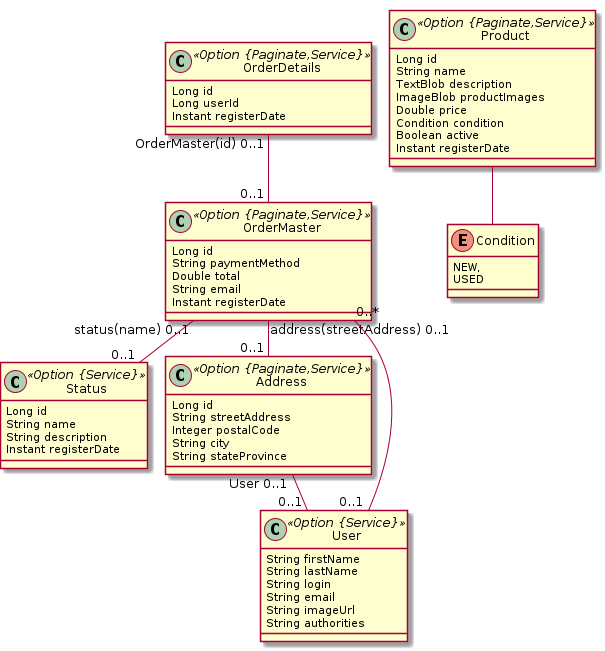 C «Option {Paginate,Service}»
Product
Long id
String name
TextBlob description
ImageBlob productImages
Double price
Condition condition
Boolean active
Instant registerDate
C «Option {Paginate,Service}»
OrderDetails
Long id
Long userId
Instant registerDate
OrderMaster(id) 0..1
0..1
C «Option {Paginate,Service}»
OrderMaster
Long id
String paymentMethod
Double total
String email
Instant registerDate
E Condition
NEW,
USED
0..*
status(name) 0..1
address(streetAddress) 0..1
0..1
0..1
C «Option {Service}»
Status
Long id
String name
String description
Instant registerDate
C «Option {Paginate,Service}»
Address
Long id
String streetAddress
Integer postalCode
String city
String stateProvince
User 0..1
0..1
0..1
C «Option {Service}»
User
String firstName
String lastName
String login
String email
String imageUrl
String authorities